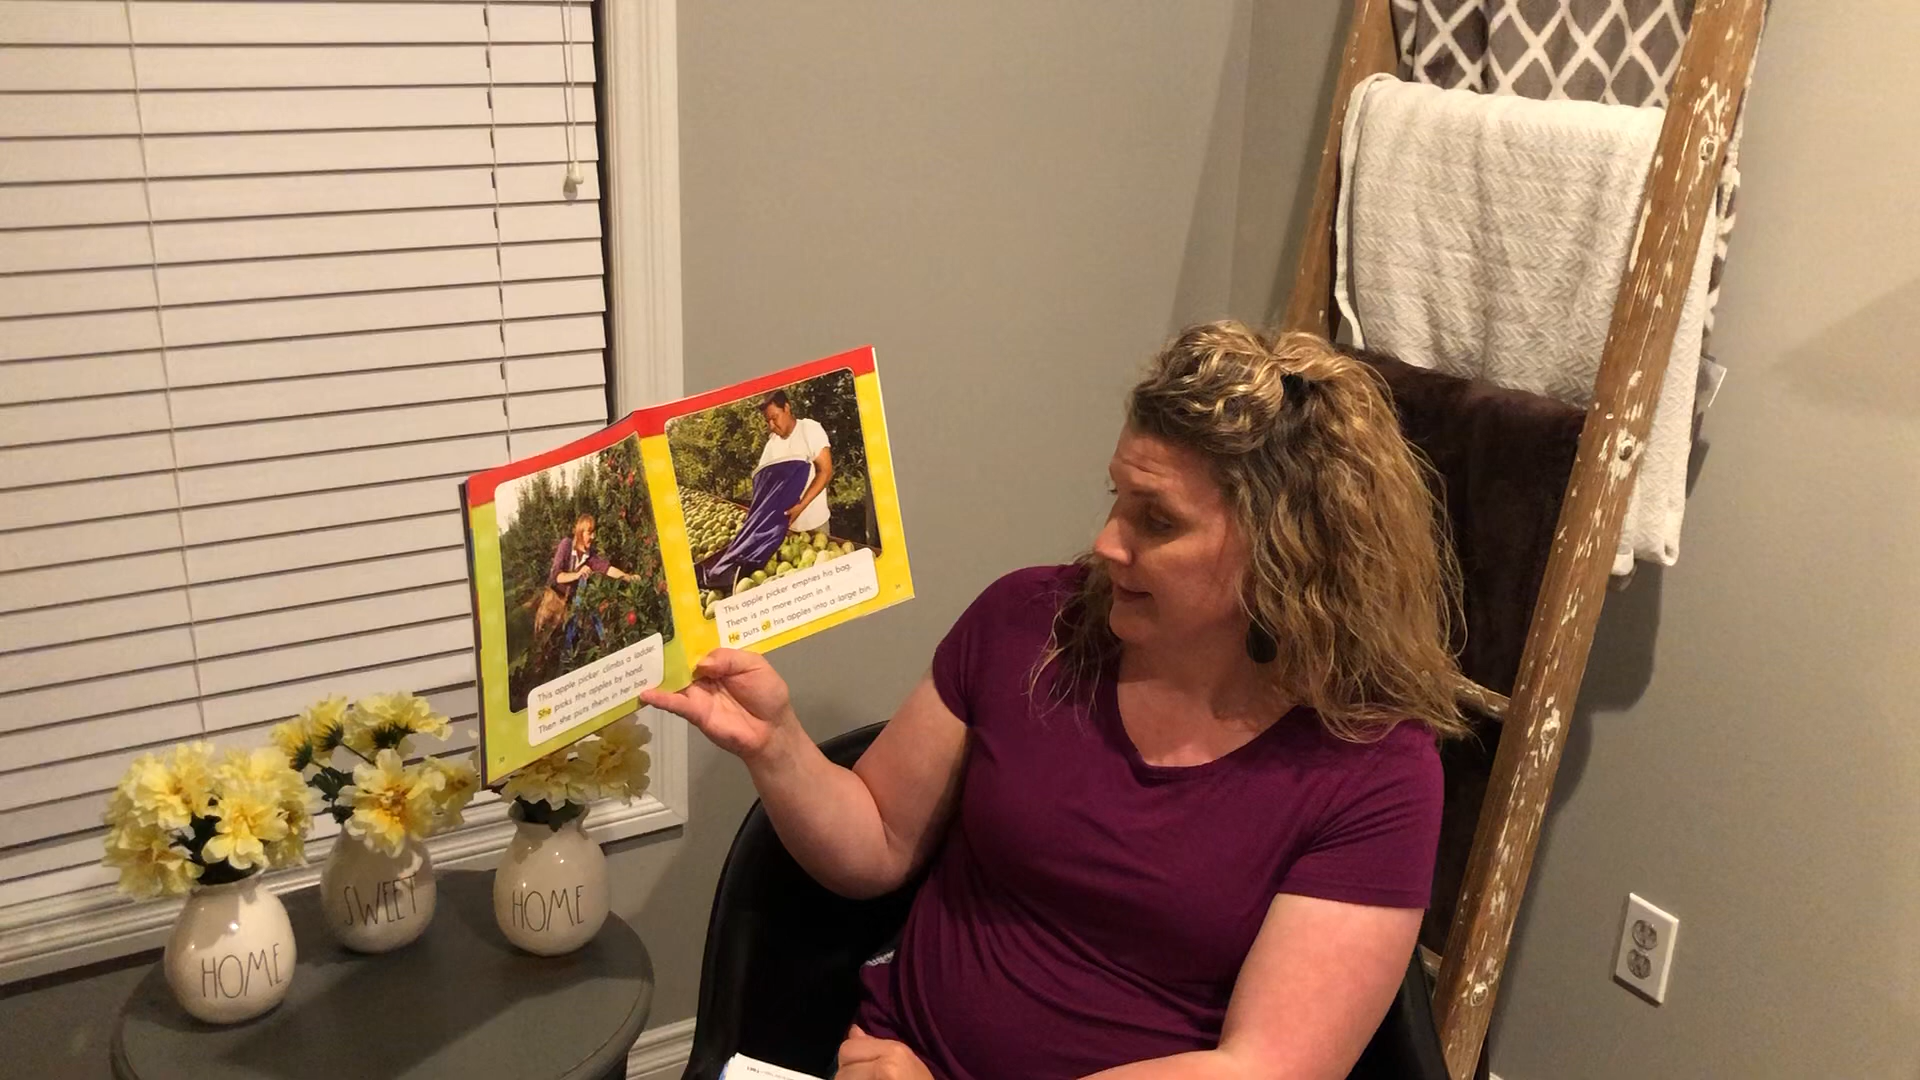 This apple picker climbs a ladder.
She picks the apples by hand.
Then she puts them in her bag.
This apple picker empties his bag.
There is no more room in it.
He puts all his apples into a large bin.
HOME
SWEET
HOME